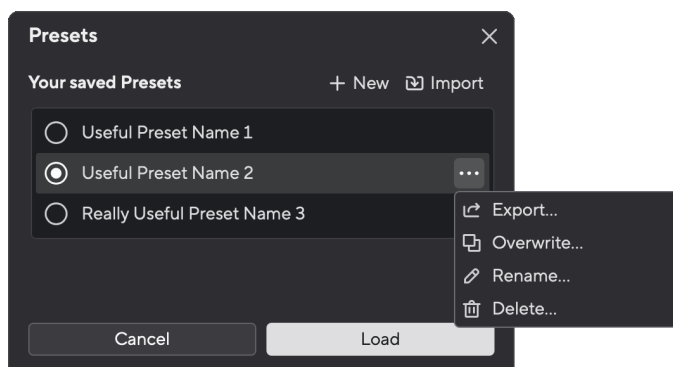 Presets
Your saved Presets
New
Import
Useful Preset Name 1
Useful Preset Name 2
Really Useful Preset Name 3
Export...
Overwrite...
Rename...
Delete...
Cancel
Load